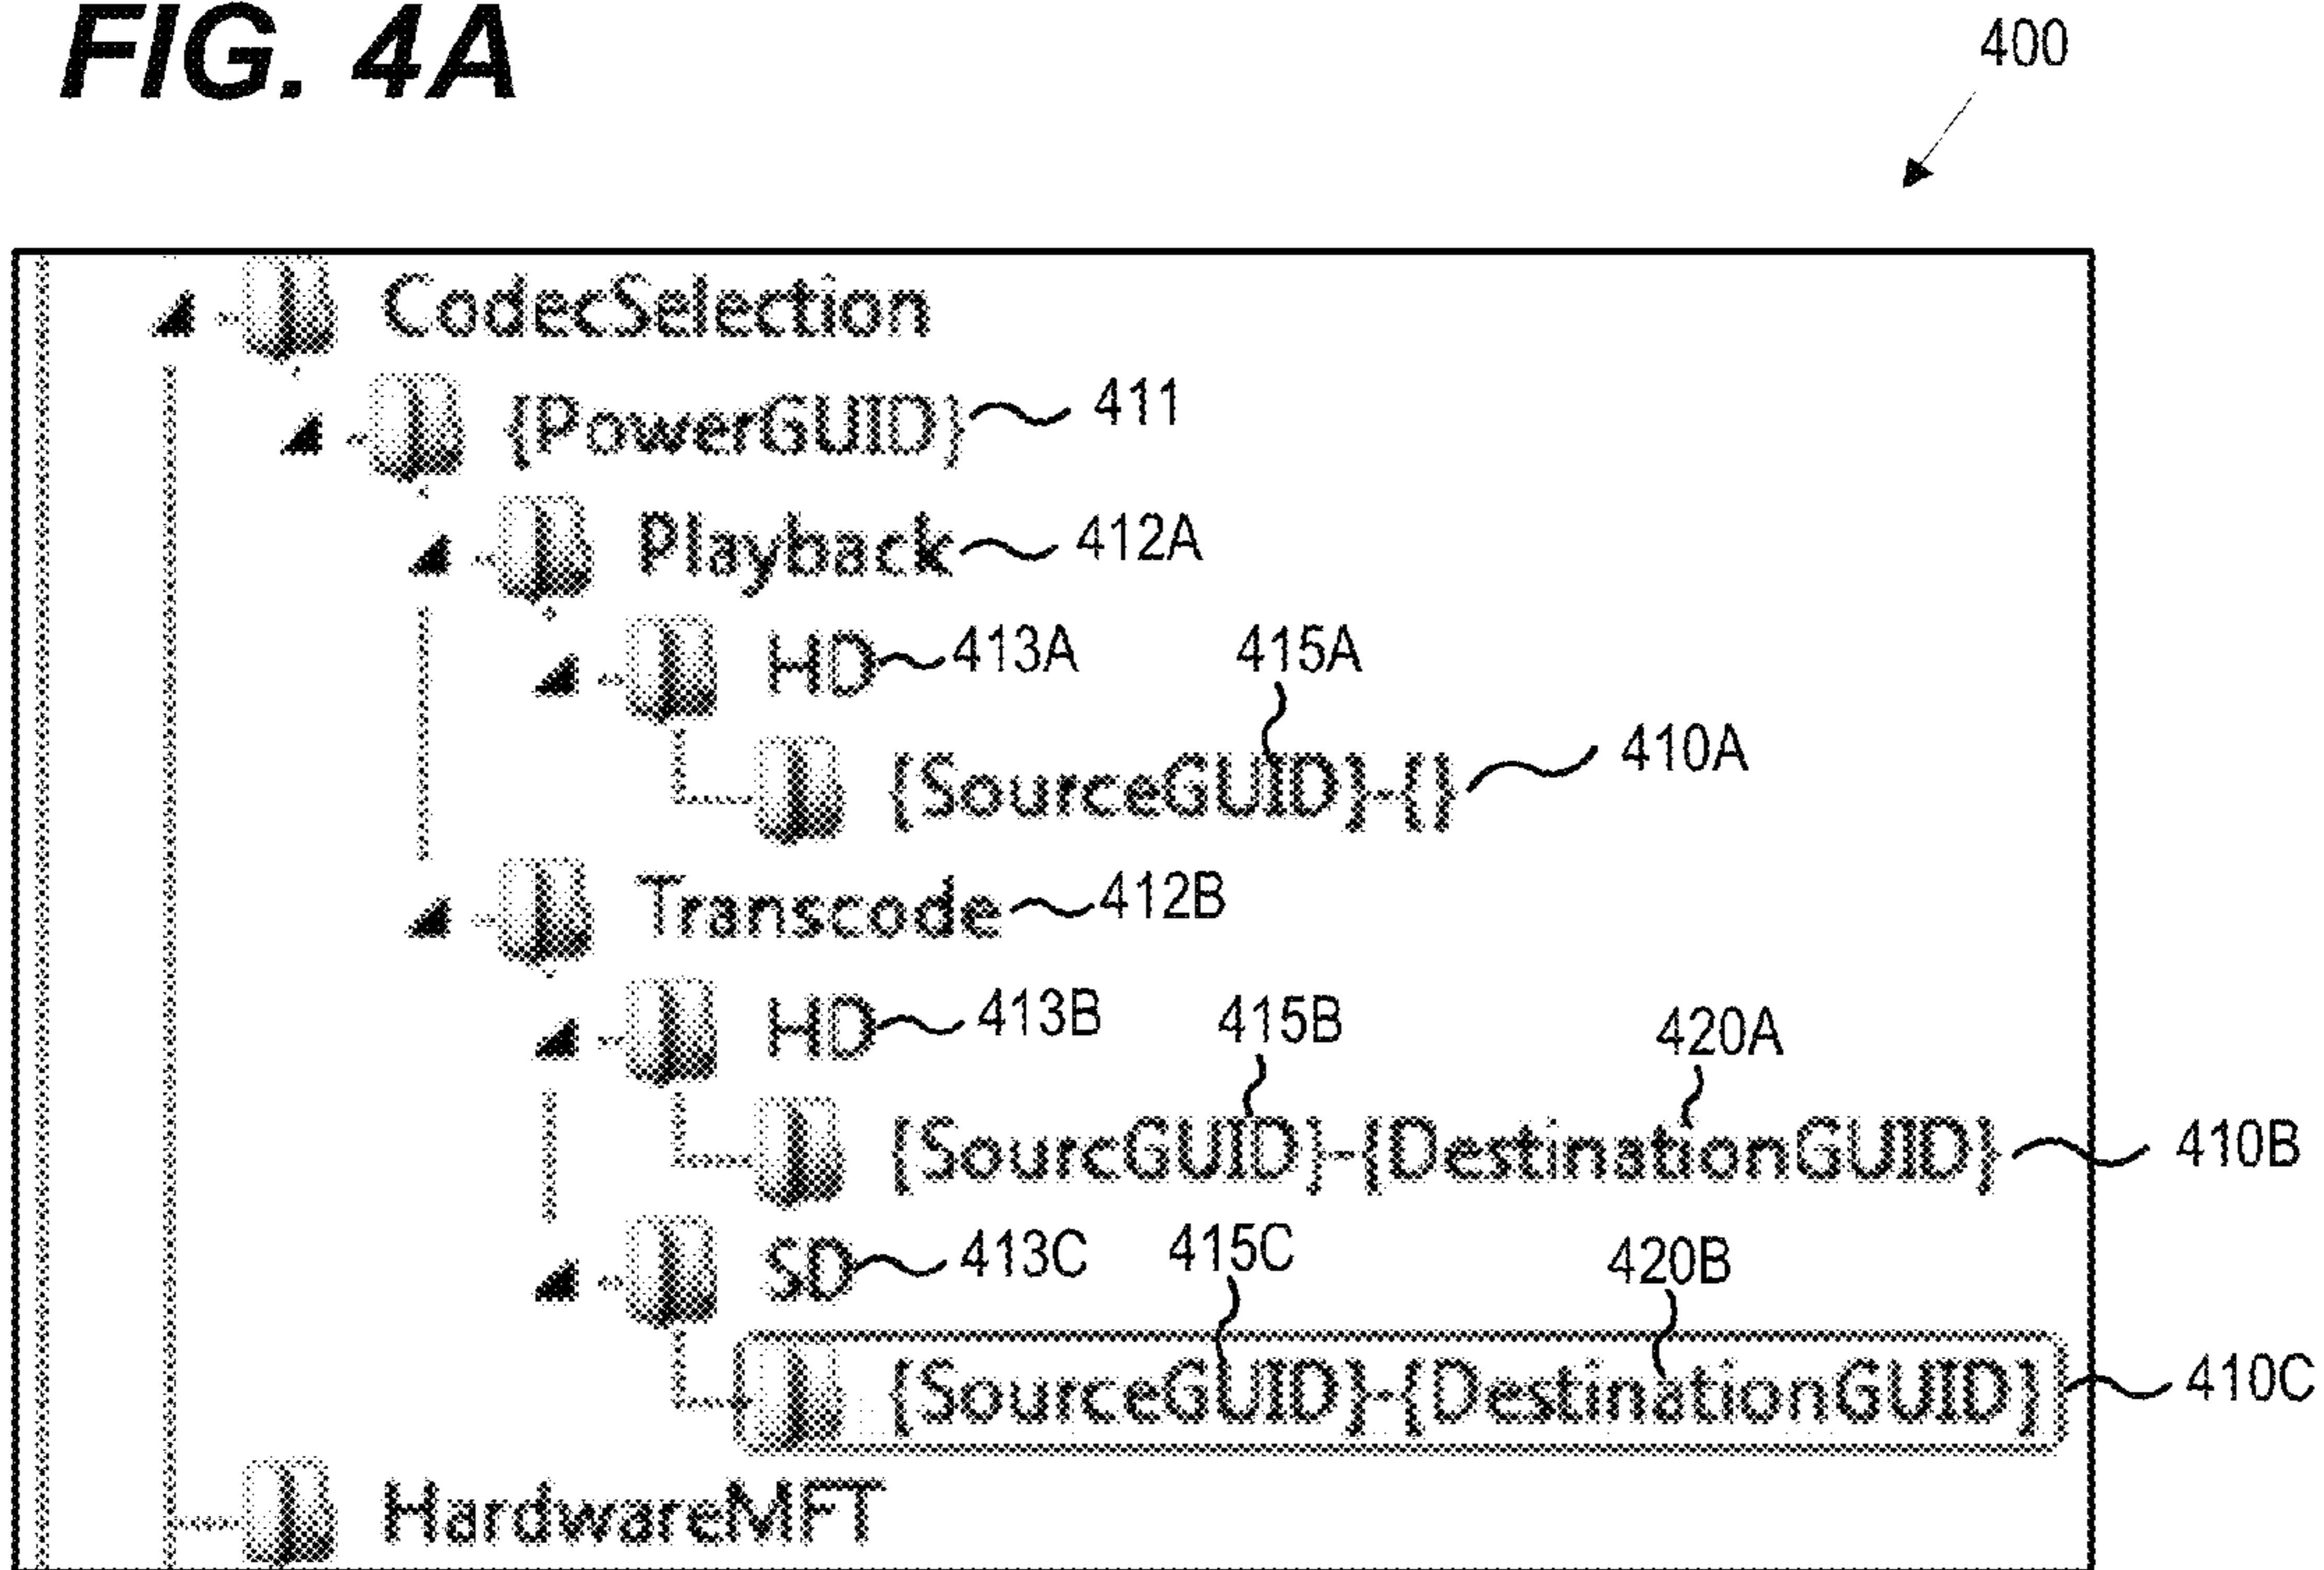 FIG. 4A
400
CodecSelection
{PowerGUID} 411
Playback 412A
HD 413A 415A
{SourceGUID}-{} 410A
Transcode 412B
HD 413B 415B 420A
{SourcGUID}-{DestinationGUID} 410B
SD 413C 415C 420B
{SourceGUID}-{DestinationGUID} 410C
HardwareMFT